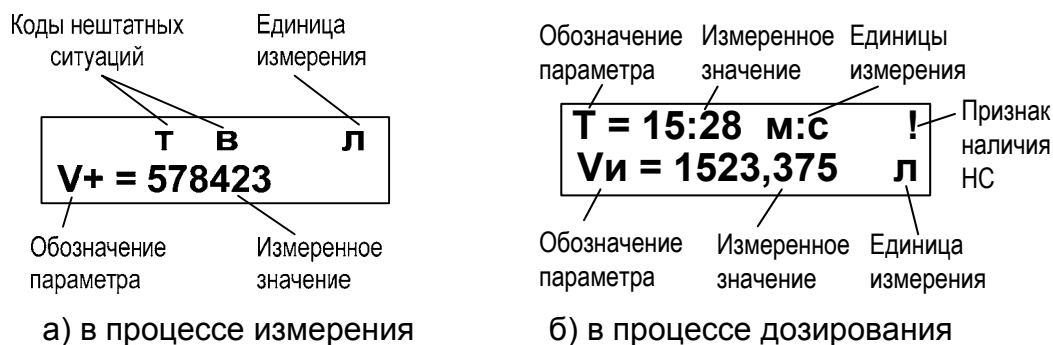 Коды нештатных
ситуаций
Единица
измерения
т в л
V+ = 578423
Обозначение
параметра
Измеренное
значение
а) в процессе измерения
Обозначение
параметра
Измеренное
значение
Единицы
измерения
T = 15:28 м:с !
Vи = 1523,375 л
Признак
наличия
НС
Обозначение
параметра
Измеренное
значение
Единица
измерения
б) в процессе дозирования